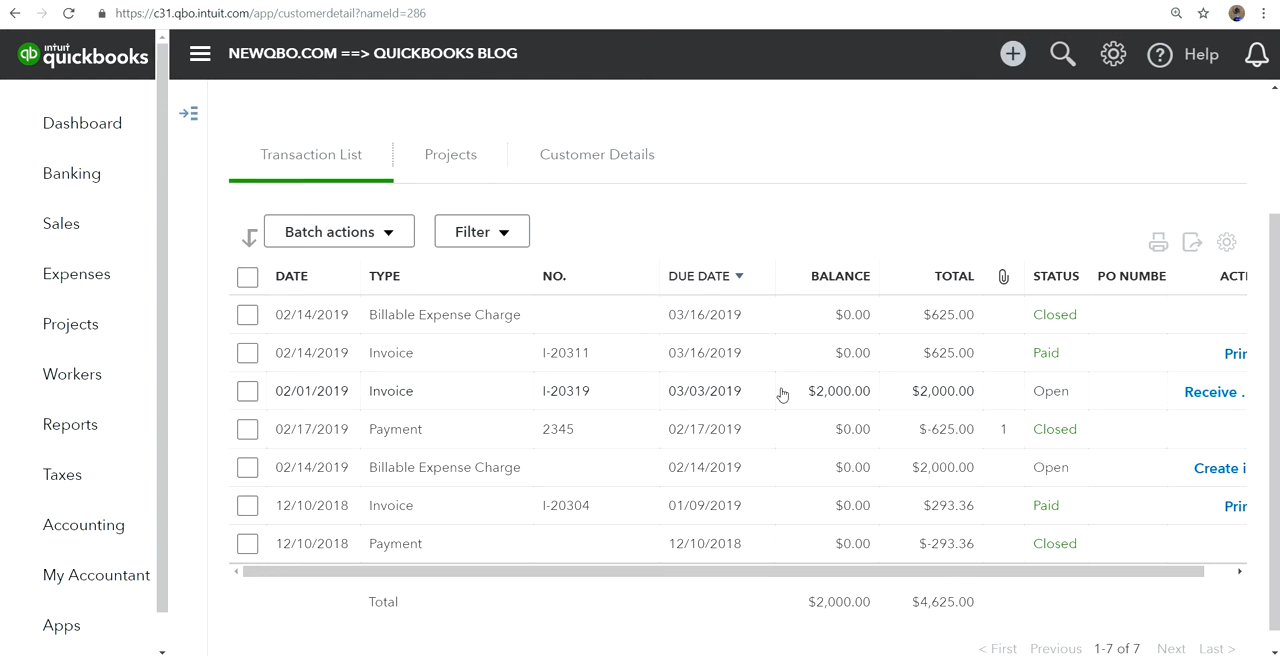 https://c31.qbo.intuit.com/app/customerdetail?nameId=286
intuit
quickbooks
qb
NEWQBO.COM ==> QUICKBOOKS BLOG
? Help
Dashboard
Banking
Sales
Expenses
Projects
Workers
Reports
Taxes
Accounting
My Accountant
Apps
Transaction List Projects Customer Details
Batch actions Filter
DATE TYPE NO. DUE DATE BALANCE TOTAL STATUS PO NUMBE ACTI
02/14/2019 Billable Expense Charge 03/16/2019 $0.00 $625.00 Closed
02/14/2019 Invoice I-20311 03/16/2019 $0.00 $625.00 Paid Prin
02/01/2019 Invoice I-20319 03/03/2019 $2,000.00 $2,000.00 Open Receive .
02/17/2019 Payment 2345 02/17/2019 $0.00 $-625.00 1 Closed
02/14/2019 Billable Expense Charge 02/14/2019 $0.00 $2,000.00 Open Create i
12/10/2018 Invoice I-20304 01/09/2019 $0.00 $293.36 Paid Prin
12/10/2018 Payment 12/10/2018 $0.00 $-293.36 Closed
Total $2,000.00 $4,625.00
< First Previous 1-7 of 7 Next Last >